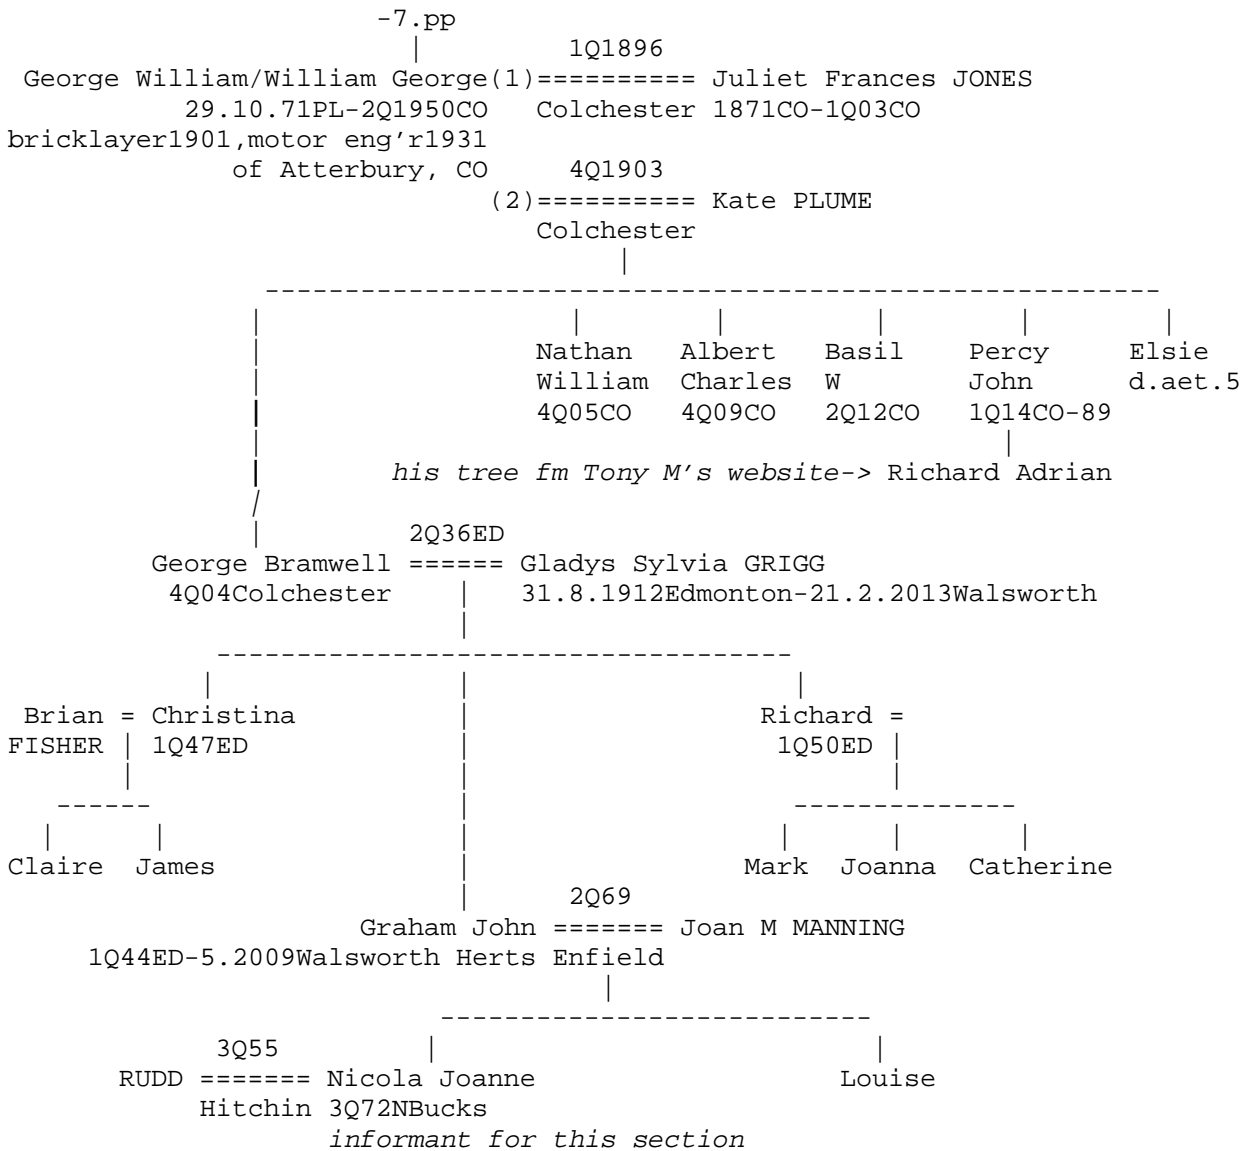 -7.pp
| 1Q1896
George William/William George(1)========== Juliet Frances JONES
29.10.71PL-2Q1950CO Colchester 1871CO-1Q03CO
bricklayer1901,motor eng’r1931
of Atterbury, CO 4Q1903
(2)========== Kate PLUME
Colchester
|
--------------------------------------------------------
| | | | | |
| Nathan Albert Basil Percy Elsie
| William Charles W John d.aet.5
| 4Q05CO 4Q09CO 2Q12CO 1Q14CO-89
| |
| his tree fm Tony M’s website-> Richard Adrian
/
| 2Q36ED
George Bramwell ====== Gladys Sylvia GRIGG
4Q04Colchester | 31.8.1912Edmonton-21.2.2013Walsworth
|
------------------------------------
| | |
Brian = Christina | Richard =
FISHER | 1Q47ED | 1Q50ED |
| | |
------ | --------------
| | | | | |
Claire James | Mark Joanna Catherine
| 2Q69
Graham John ======= Joan M MANNING
1Q44ED-5.2009Walsworth Herts Enfield
|
---------------------------
3Q55 | |
RUDD ======= Nicola Joanne Louise
Hitchin 3Q72NBucks
informant for this section